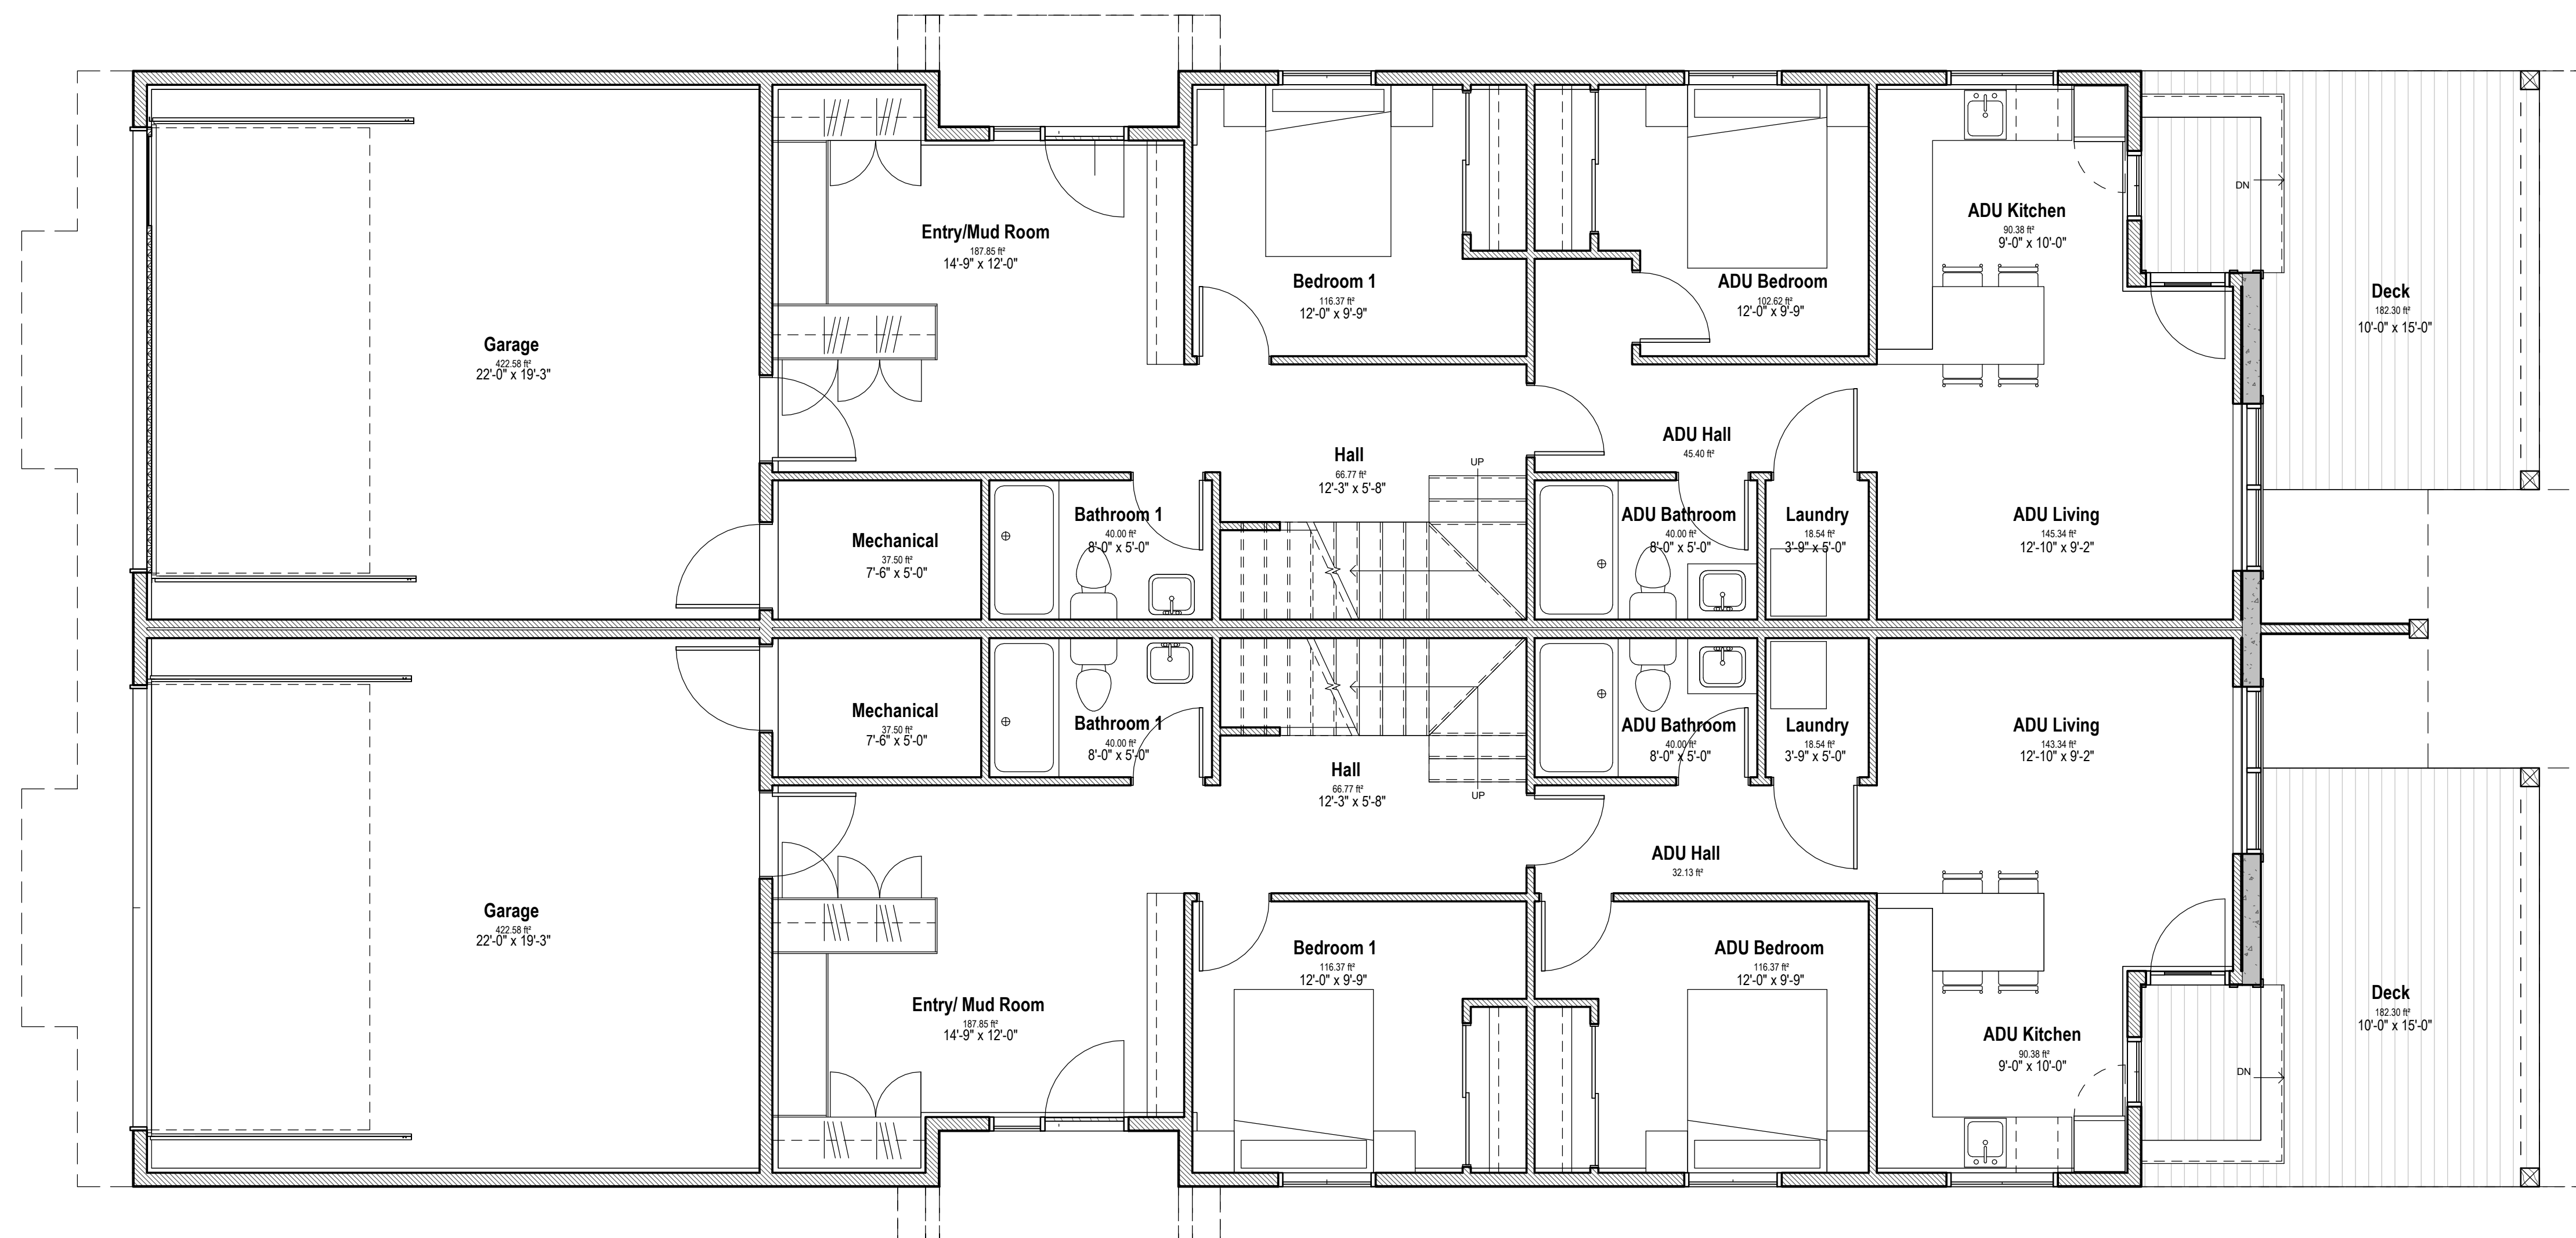 Entry/Mud Room
187.85 ft²
14'-9" x 12'-0"
Bedroom 1
116.37 ft²
12'-0" x 9'-9"
ADU Bedroom
102.62 ft²
12'-0" x 9'-9"
ADU Kitchen
90.38 ft²
9'-0" x 10'-0"
DN
Deck
182.30 ft²
10'-0" x 15'-0"
Garage
422.58 ft²
22'-0" x 19'-3"
Hall
66.77 ft²
12'-3" x 5'-8"
UP
ADU Hall
45.40 ft²
Mechanical
37.50 ft²
7'-6" x 5'-0"
Bathroom 1
40.00 ft²
8'-0" x 5'-0"
ADU Bathroom
40.00 ft²
8'-0" x 5'-0"
Laundry
18.54 ft²
3'-9" x 5'-0"
ADU Living
145.34 ft²
12'-10" x 9'-2"
Mechanical
37.50 ft²
7'-6" x 5'-0"
Bathroom 1
40.00 ft²
8'-0" x 5'-0"
ADU Bathroom
40.00 ft²
8'-0" x 5'-0"
Laundry
18.54 ft²
3'-9" x 5'-0"
ADU Living
143.34 ft²
12'-10" x 9'-2"
Hall
66.77 ft²
12'-3" x 5'-8"
UP
ADU Hall
32.13 ft²
Garage
422.58 ft²
22'-0" x 19'-3"
Entry/ Mud Room
187.85 ft²
14'-9" x 12'-0"
Bedroom 1
116.37 ft²
12'-0" x 9'-9"
ADU Bedroom
116.37 ft²
12'-0" x 9'-9"
ADU Kitchen
90.38 ft²
9'-0" x 10'-0"
DN
Deck
182.30 ft²
10'-0" x 15'-0"